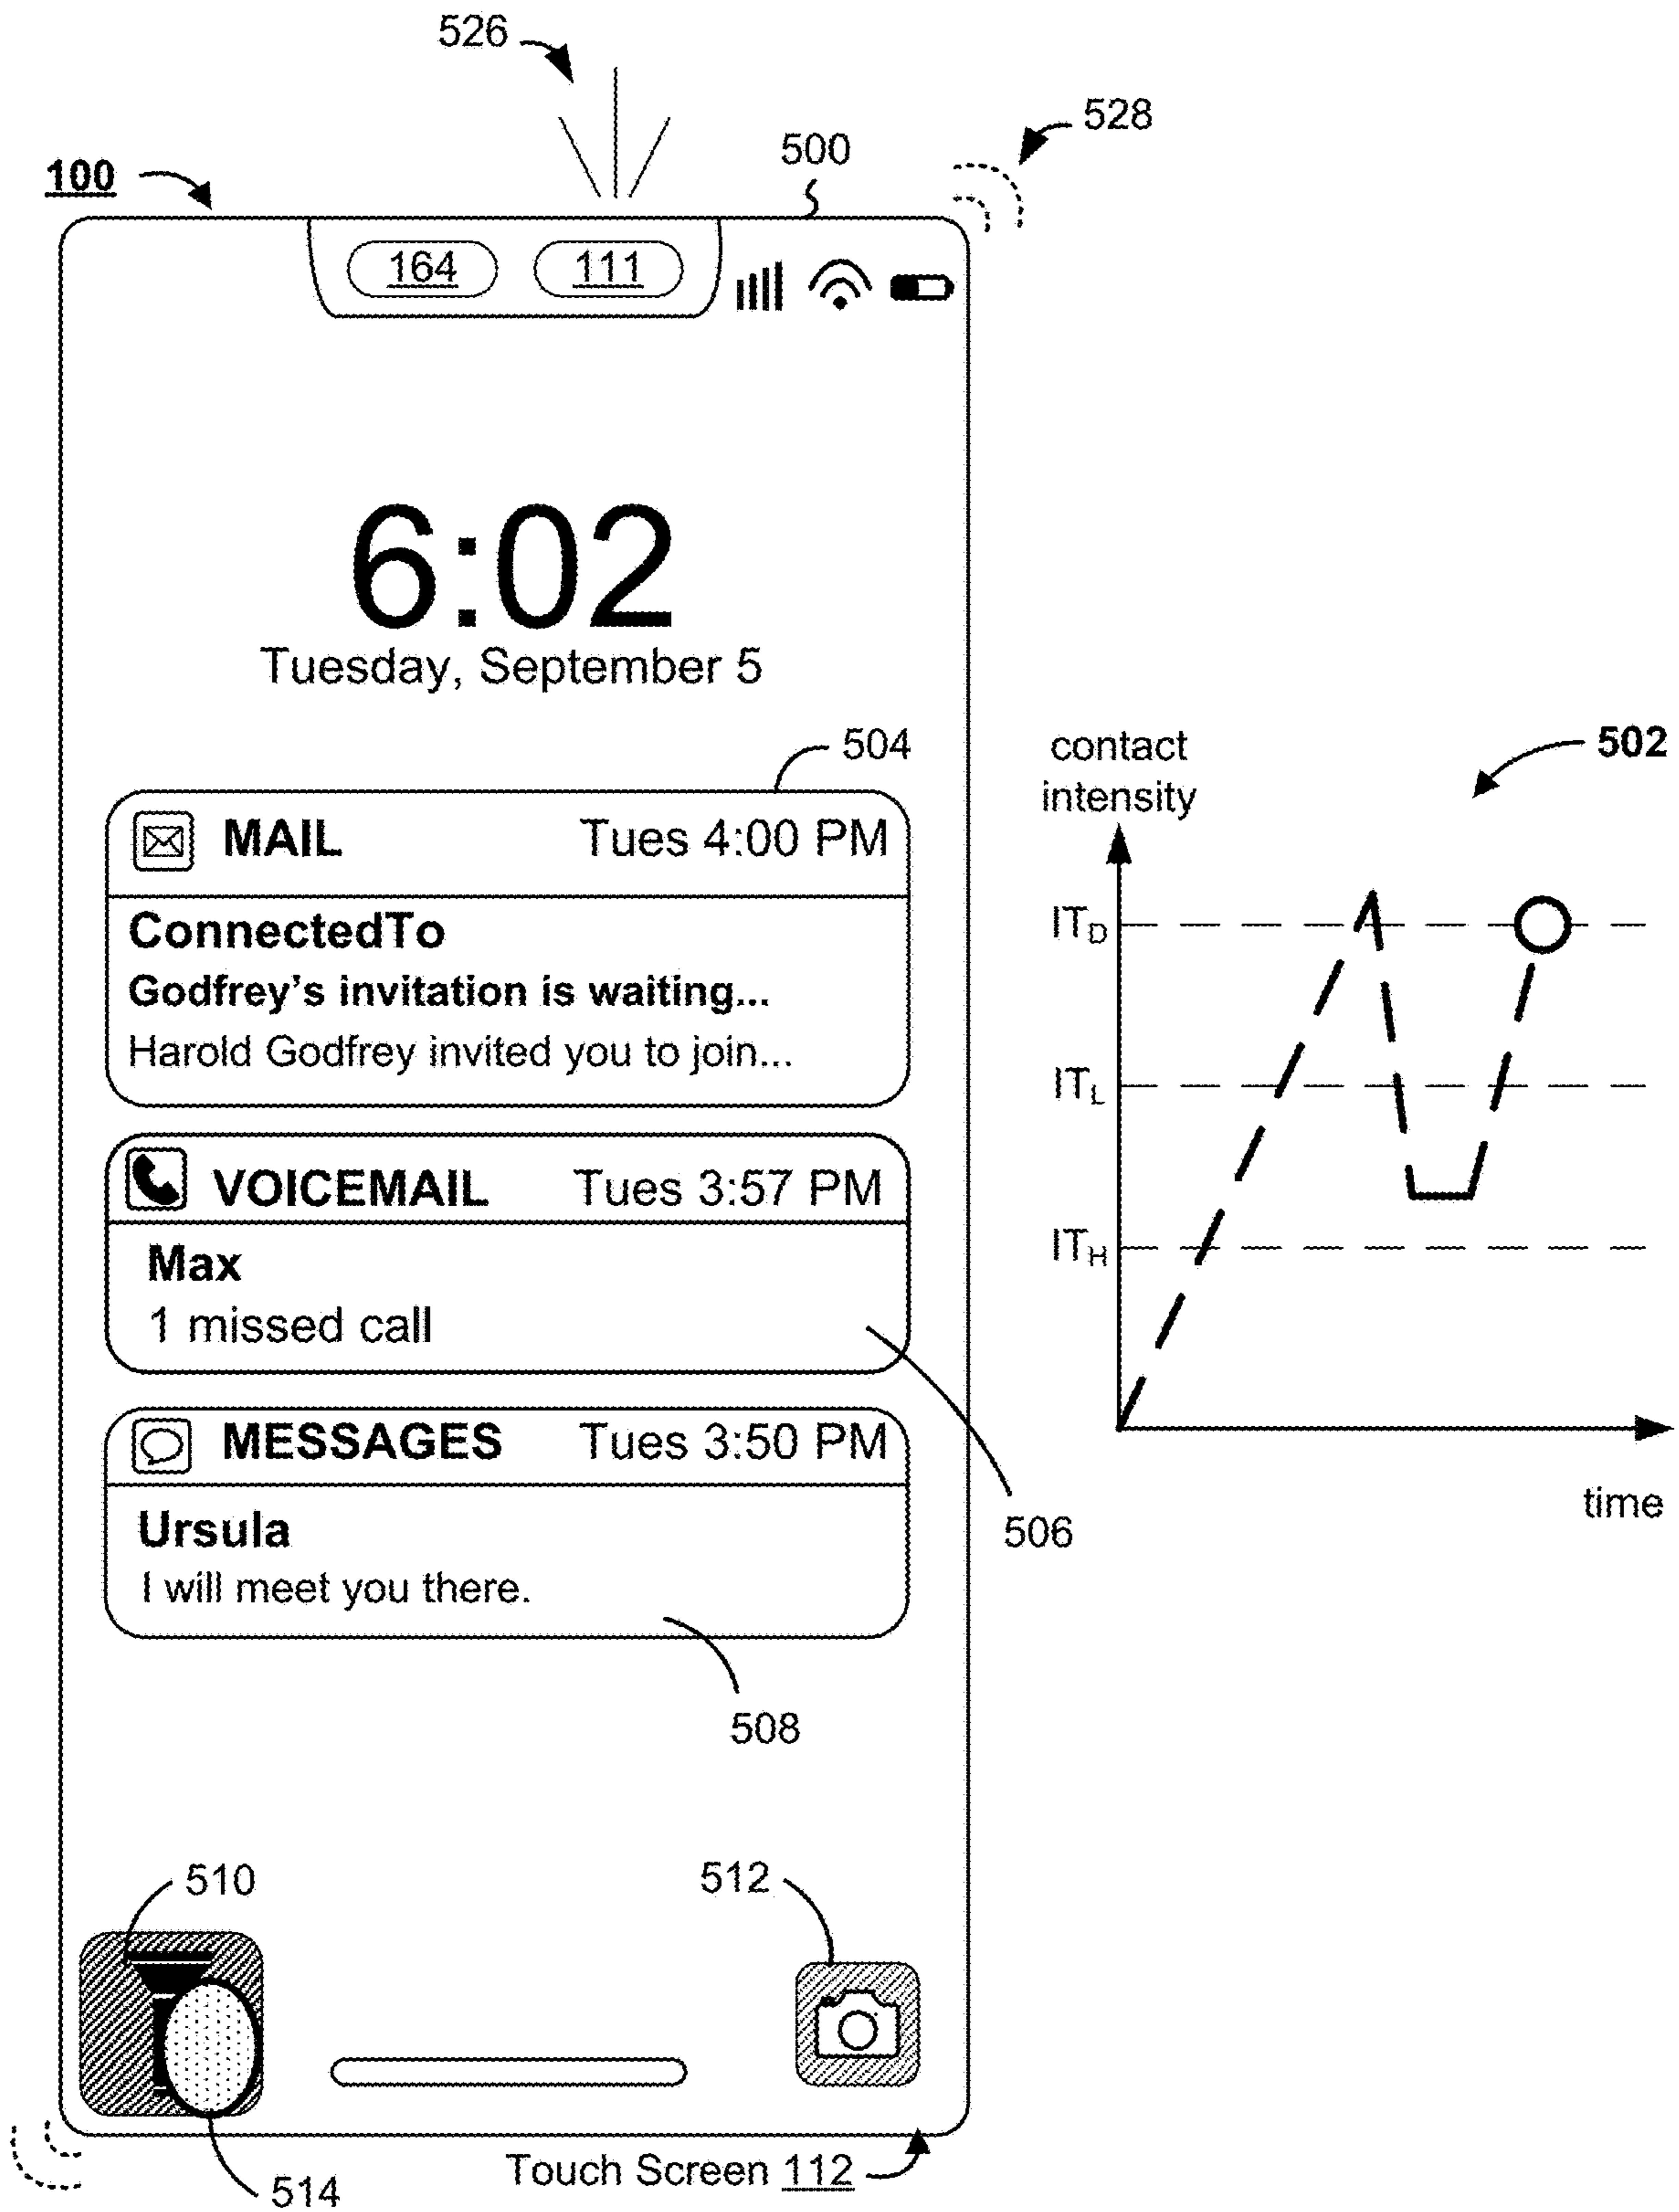 526
528
500
100
164
111
6:02
Tuesday, September 5
504
MAIL Tues 4:00 PM
ConnectedTo
Godfrey's invitation is waiting...
Harold Godfrey invited you to join...
VOICEMAIL Tues 3:57 PM
Max
1 missed call
MESSAGES Tues 3:50 PM
Ursula
I will meet you there.
506
508
510
512
514
Touch Screen 112
contact
intensity
502
ITD
ITL
ITH
time